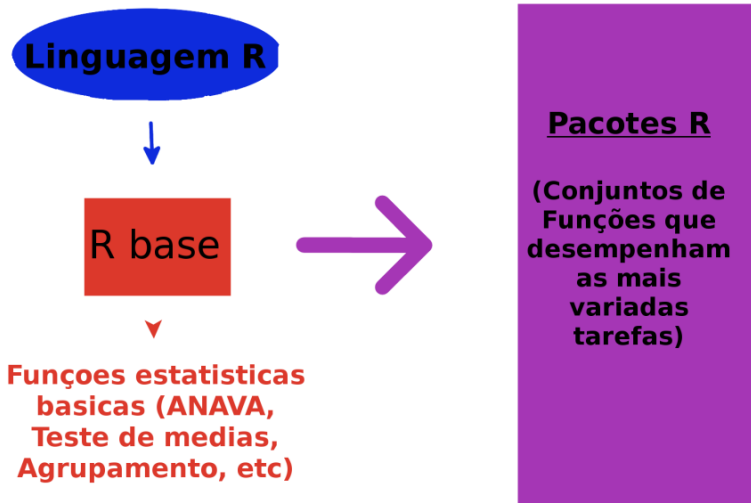 Linguagem R
R base
Funçoes estatisticas
basicas (ANAVA,
Teste de medias,
Agrupamento, etc)
Pacotes R
(Conjuntos de
Funções que
desempenham
as mais
variadas
tarefas)